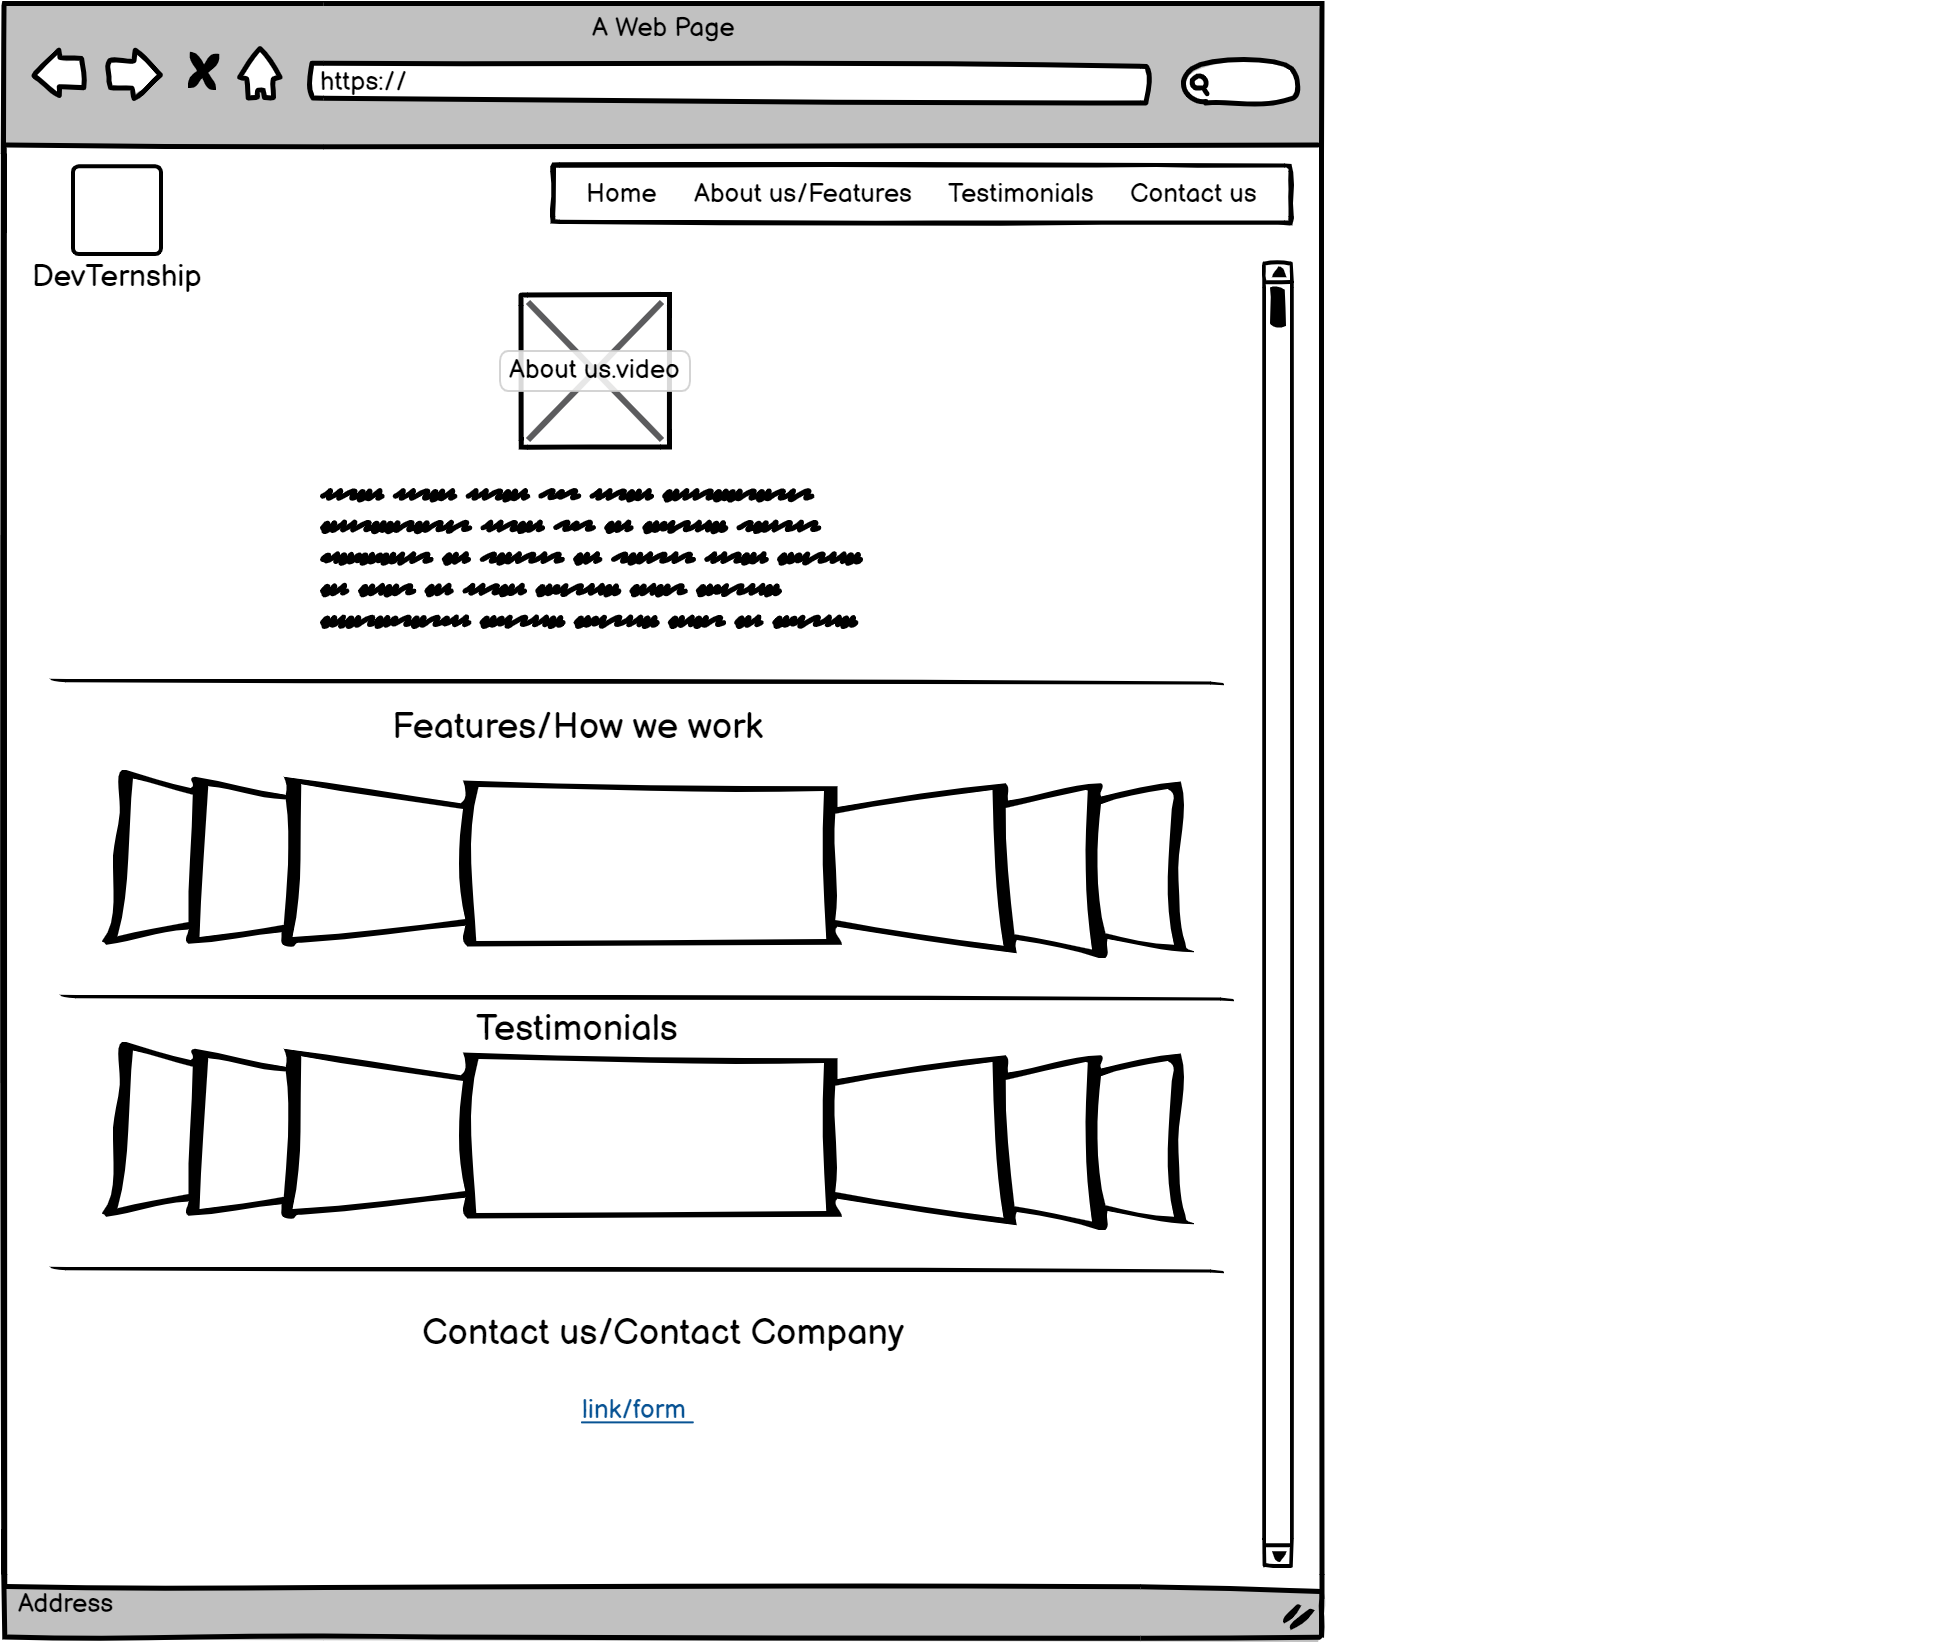 A Web Page
https://
Home About us/Features Testimonials Contact us
DevTernship
About us.video
Features/How we work
Testimonials
Contact us/Contact Company
link/form
Address